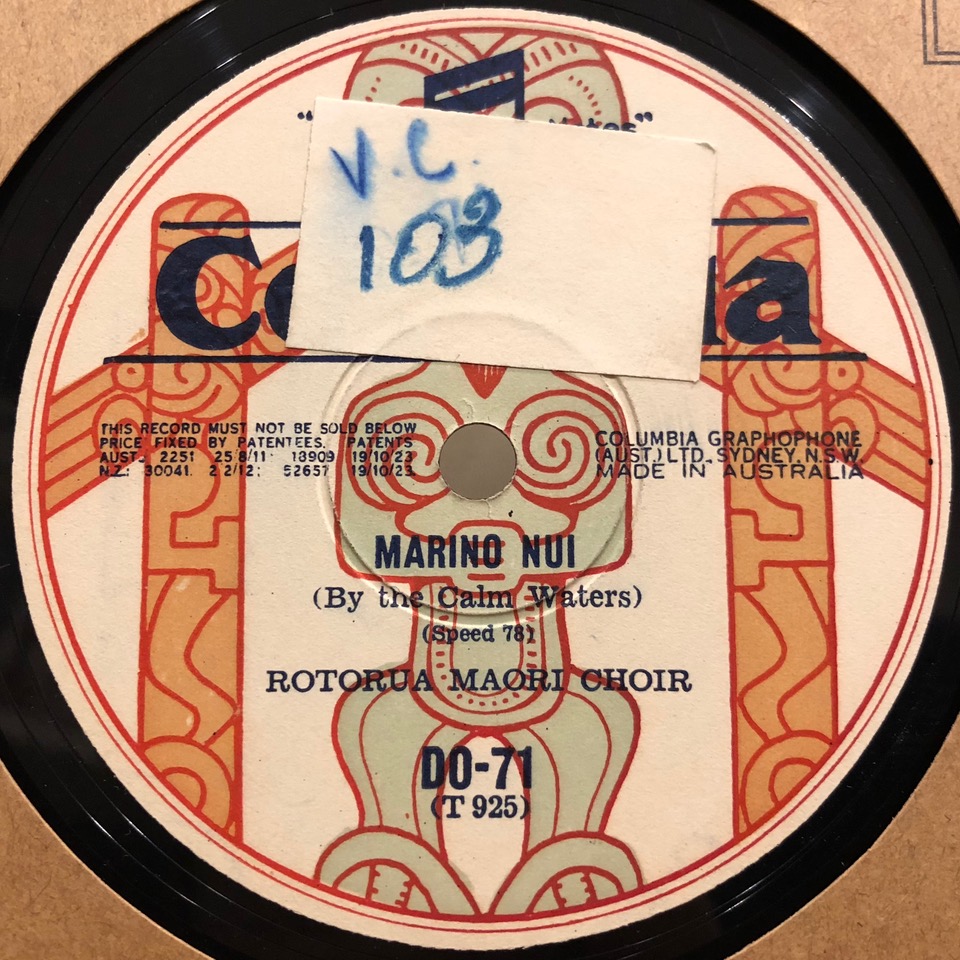 V.C.
103
THIS RECORD MUST NOT BE SOLD BELOW
PRICE FIXED BY PATENTEES. PATENTS
AUST. 2251 25/8/11 18909 19/10/22
N.Z.: 30041. 2/2/12; 52657 19/10/23
COLUMBIA GRAPHOPHONE
(AUST.) LTD., SYDNEY, N.S.W.
MADE IN AUSTRALIA
MARINO NUI
(By the Calm Waters)
(Speed 78)
ROTORUA MAORI CHOIR
DO-71
(T 925)